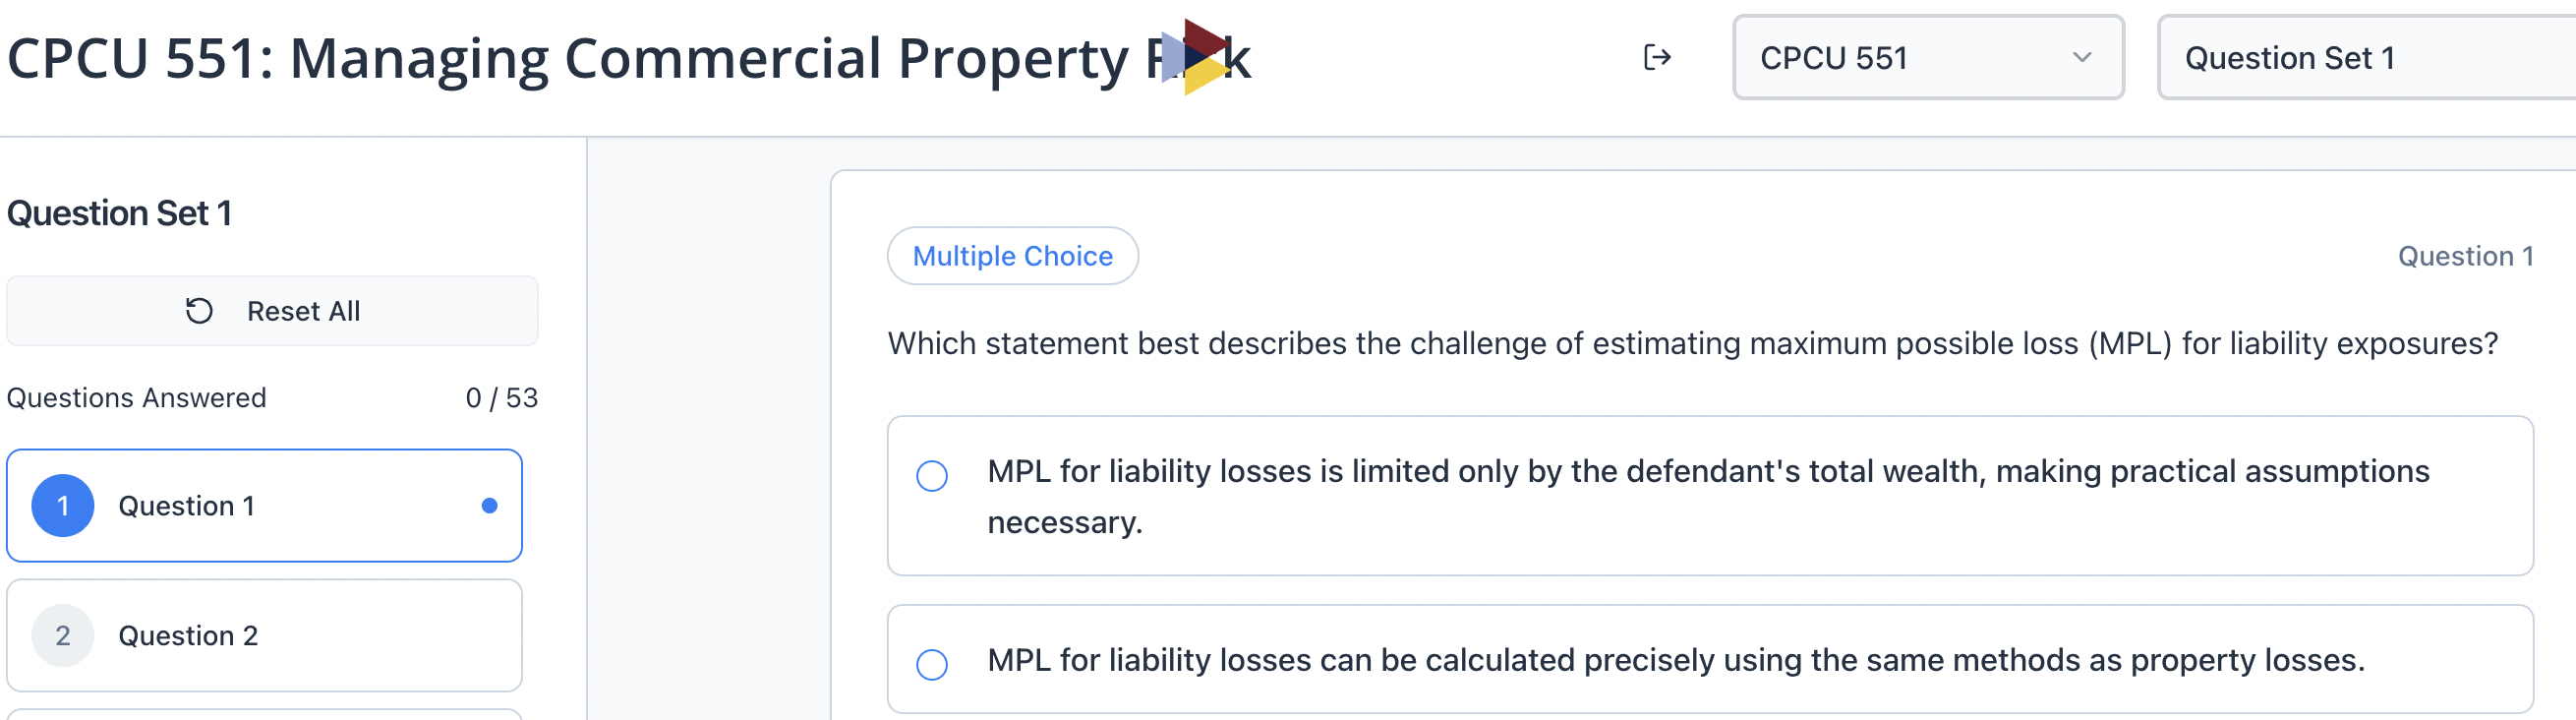 CPCU 551: Managing Commercial Property
CPCU 551
Question Set 1
Question Set 1
Reset All
Questions Answered 0 / 53
1 Question 1
2 Question 2
Multiple Choice
Question 1
Which statement best describes the challenge of estimating maximum possible loss (MPL) for liability exposures?
MPL for liability losses is limited only by the defendant's total wealth, making practical assumptions
necessary.
MPL for liability losses can be calculated precisely using the same methods as property losses.